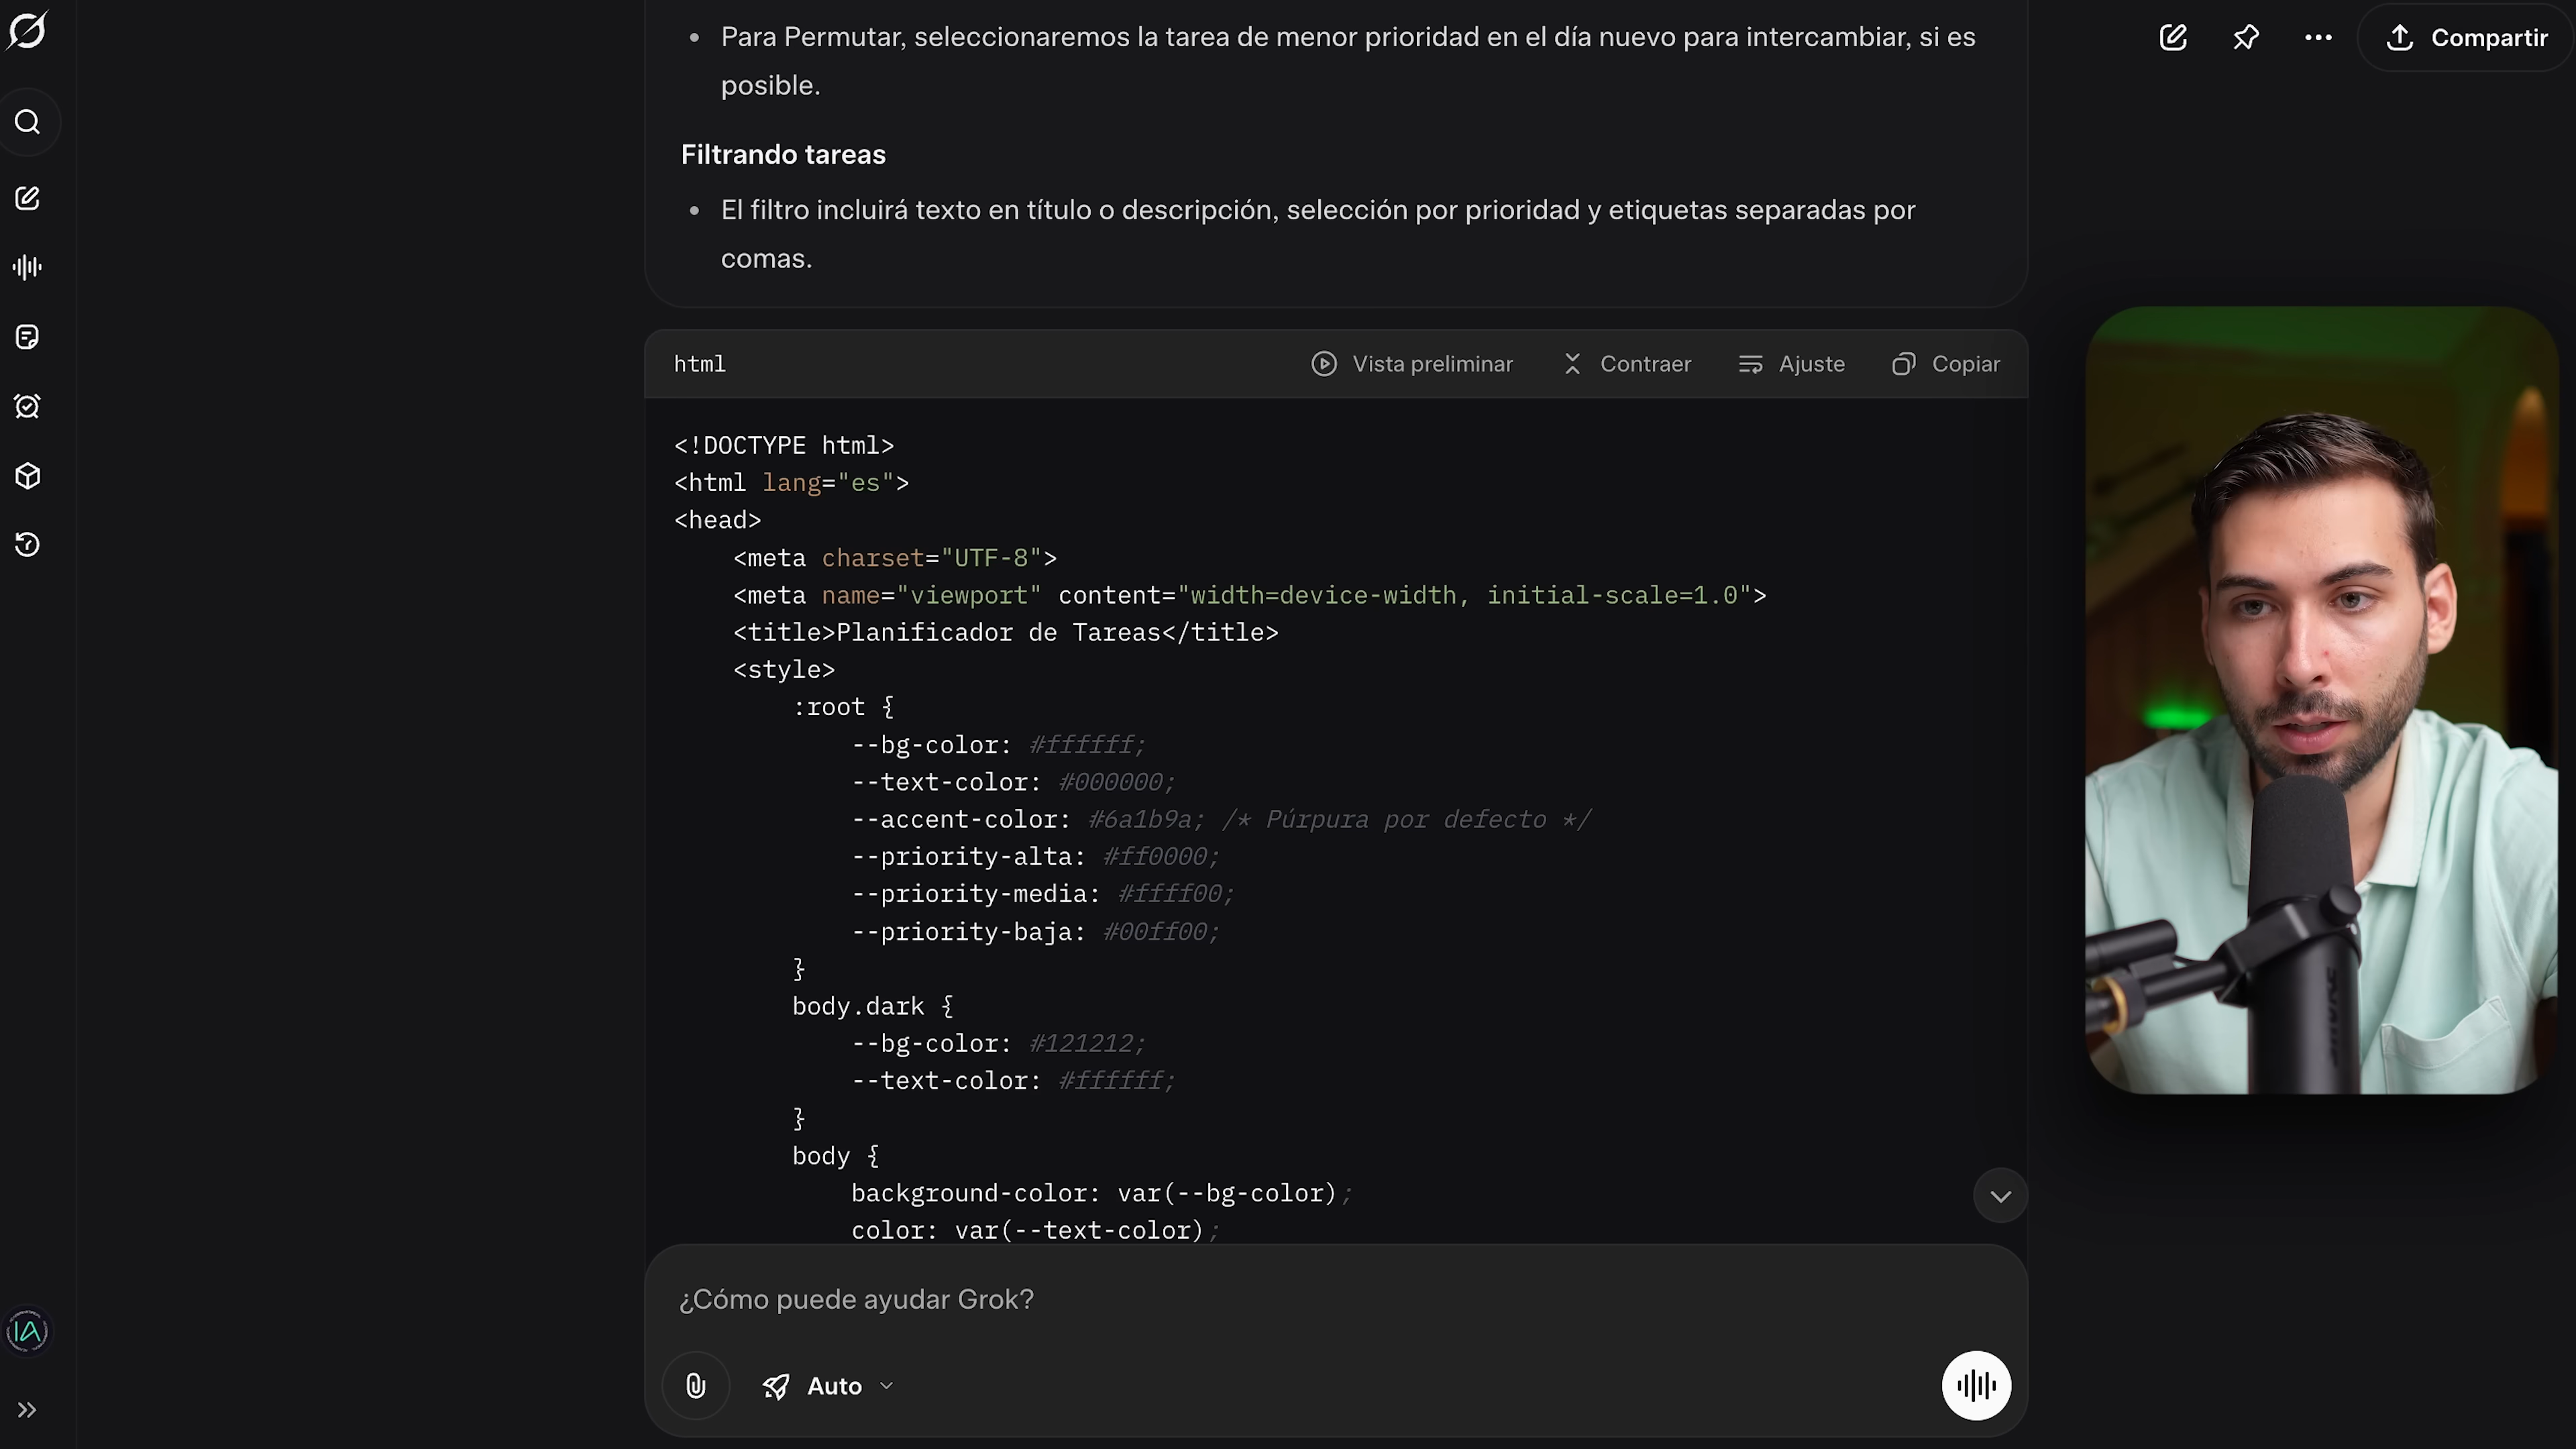 Para Permutar, seleccionaremos la tarea de menor prioridad en el día nuevo para intercambiar, si es
posible.
Compartir
Filtrando tareas
El filtro incluirá texto en título o descripción, selección por prioridad y etiquetas separadas por
comas.
html
Vista preliminar
Contraer
Ajuste
Copiar
<!DOCTYPE html>
<html lang="es">
<head>
<meta charset="UTF-8">
<meta name="viewport" content="width=device-width, initial-scale=1.0">
<title>Planificador de Tareas</title>
<style>
:root {
--bg-color: #ffffff;
--text-color: #000000;
--accent-color: #6a1b9a; /* Púrpura por defecto */
--priority-alta: #ff0000;
--priority-media: #ffff00;
--priority-baja: #00ff00;
}
body.dark {
--bg-color: #121212;
--text-color: #ffffff;
}
body {
background-color: var(--bg-color);
color: var(--text-color);
¿Cómo puede ayudar Grok?
Auto
IA